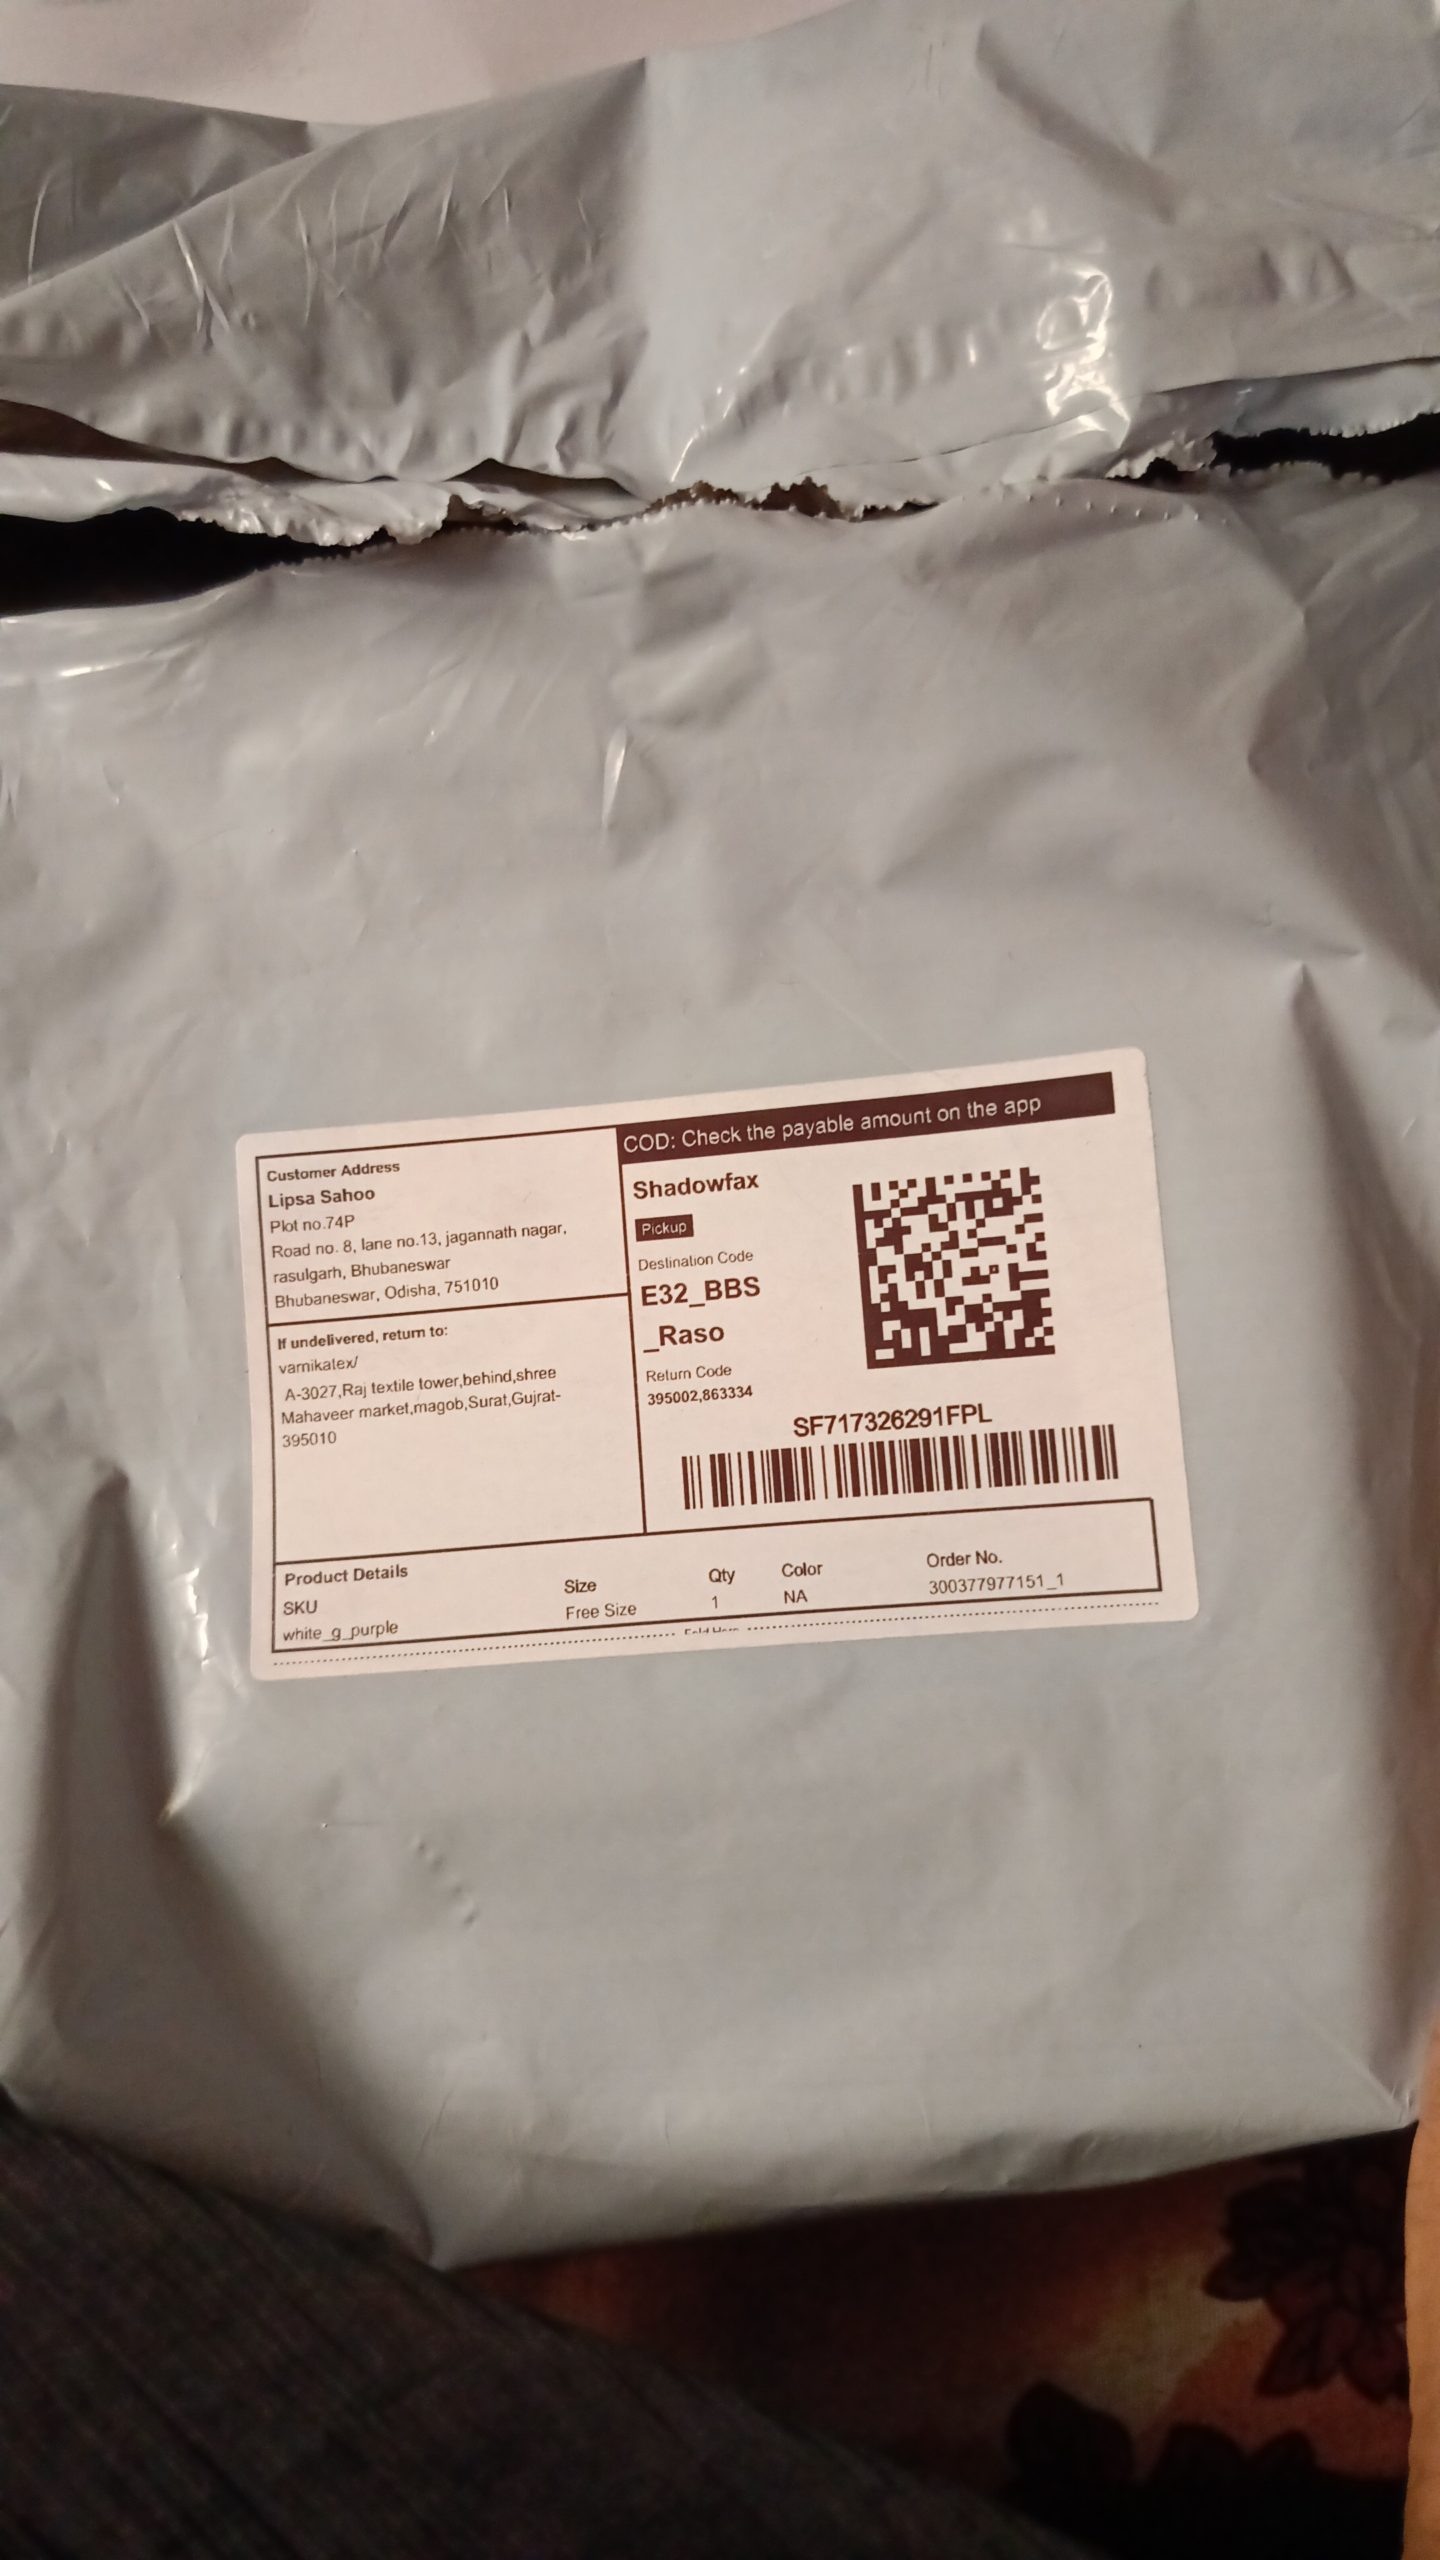 Customer Address
Lipsa Sahoo
Plot no.74P
Road no. 8, lane no.13, jagannath nagar,
rasulgarh, Bhubaneswar
Bhubaneswar, Odisha, 751010
If undelivered, return to:
varnikatex/
A-3027,Raj textile tower,behind,shree
Mahaveer market,magob,Surat,Gujrat-
395010
COD: Check the payable amount on the app
Shadowfax
Pickup
Destination Code
E32_BBS
_Raso
Return Code
395002,863334
SF717326291FPL
Product Details
SKU Size Qty Color Order No.
white_g_purple Free Size 1 NA 300377977151_1